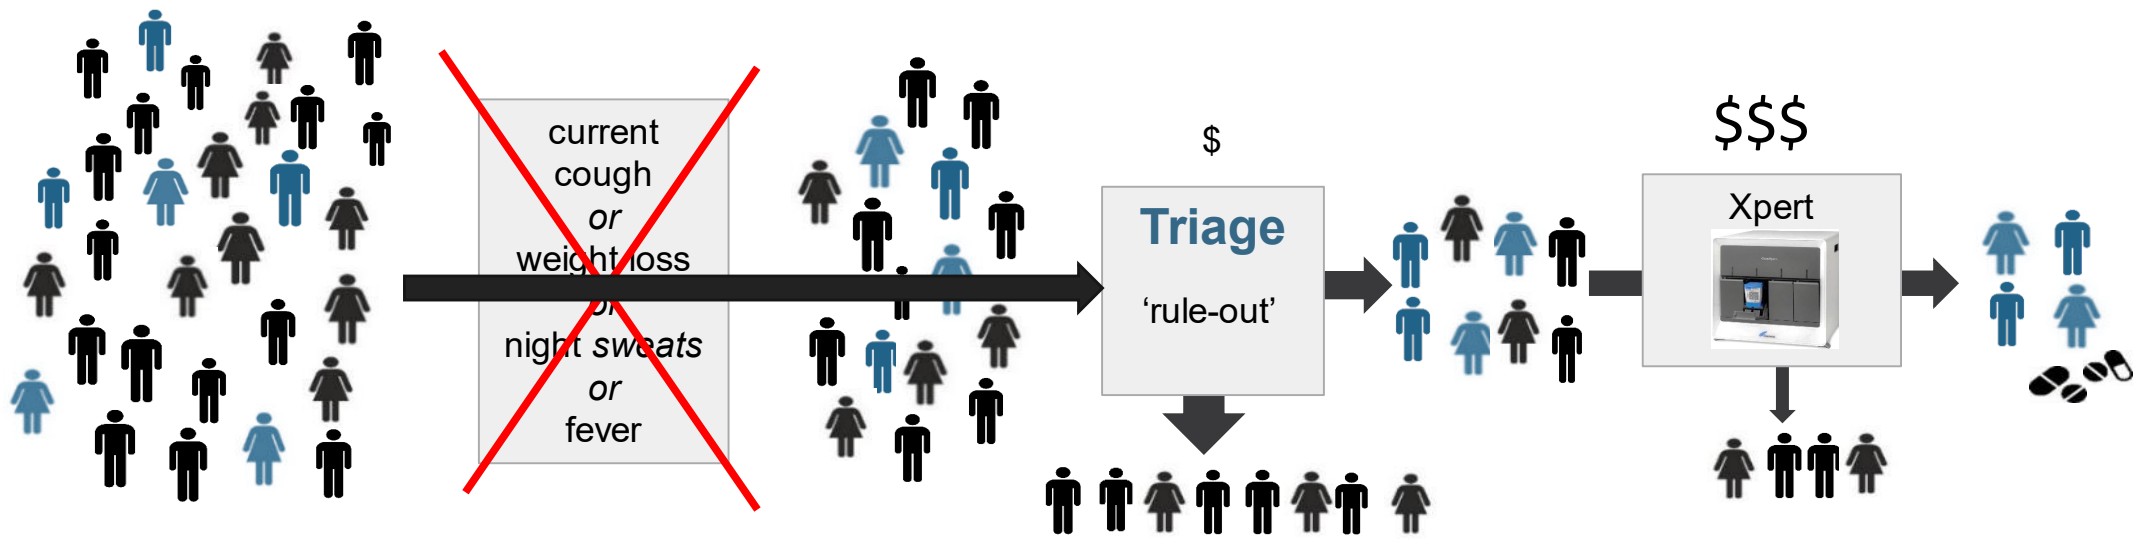 current
cough
or
weight loss
or
night sweats
or
fever
$
Triage
‘rule-out’
$$$
Xpert